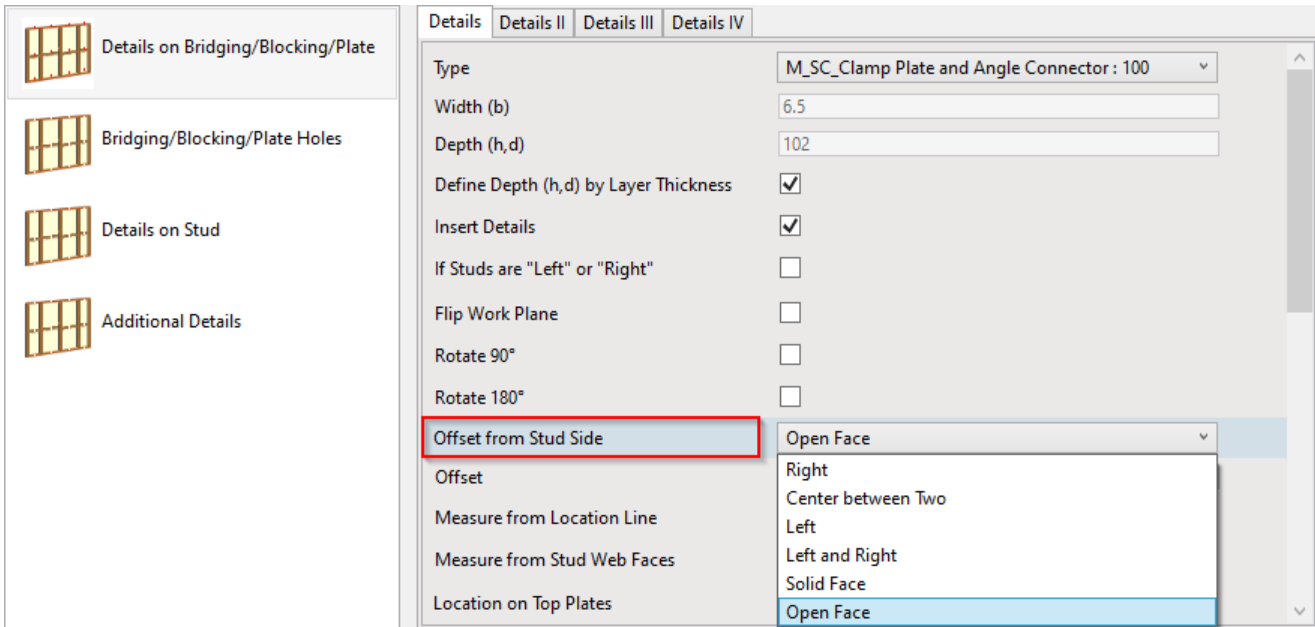 Details on Bridging/Blocking/Plate
Bridging/Blocking/Plate Holes
Details on Stud
Additional Details
Details Details II Details III Details IV
Type M_SC_Clamp Plate and Angle Connector : 100
Width (b) 6.5
Depth (h,d) 102
Define Depth (h,d) by Layer Thickness
Insert Details
If Studs are "Left" or "Right"
Flip Work Plane
Rotate 90°
Rotate 180°
Offset from Stud Side Open Face
Offset
Measure from Location Line
Measure from Stud Web Faces
Location on Top Plates
Right
Center between Two
Left
Left and Right
Solid Face
Open Face